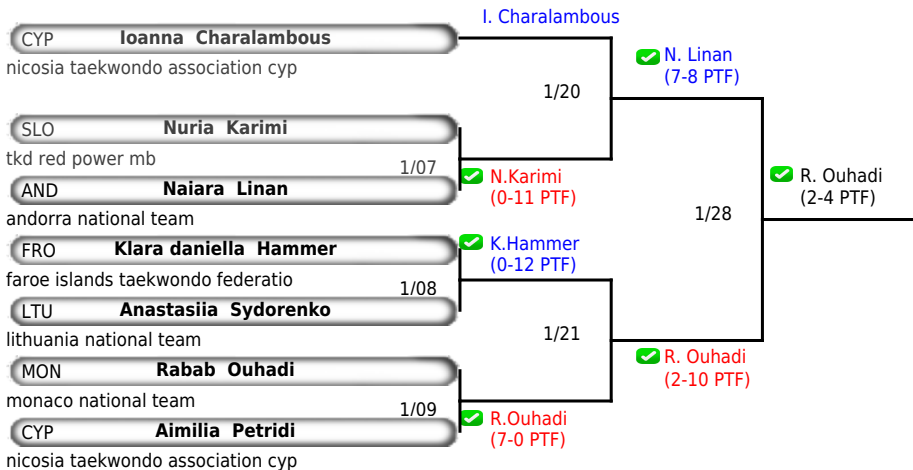 I. Charalambous
CYP Ioanna Charalambous
nicosia taekwondo association cyp
N. Linan
(7-8 PTF)
1/20
SLO Nuria Karimi
tkd red power mb
1/07
AND Naiara Linan
andorra national team
N.Karimi
(0-11 PTF)
R. Ouhadi
(2-4 PTF)
1/28
FRO Klara daniella Hammer
faroe islands taekwondo federatio
K.Hammer
(0-12 PTF)
1/08
LTU Anastasiia Sydorenko
lithuania national team
1/21
MON Rabab Ouhadi
monaco national team
R. Ouhadi
(2-10 PTF)
1/09
CYP Aimilia Petridi
nicosia taekwondo association cyp
R.Ouhadi
(7-0 PTF)